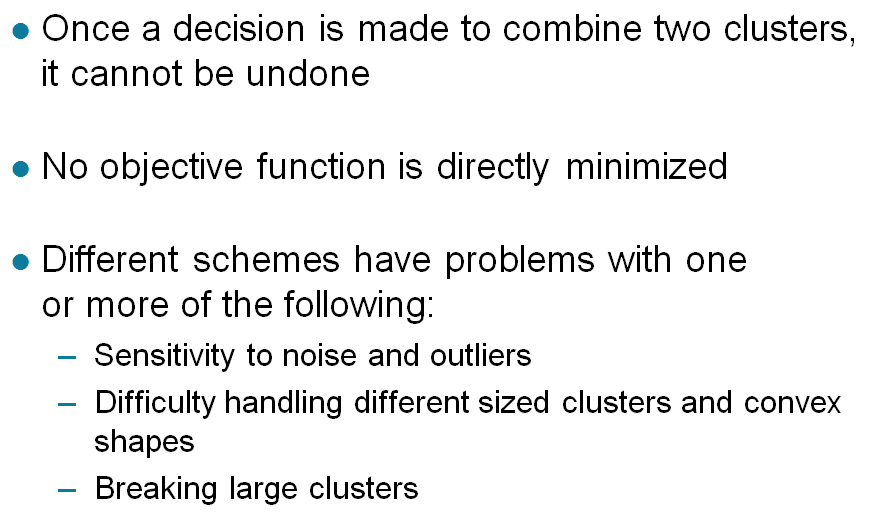 ● Once a decision is made to combine two clusters,
it cannot be undone
● No objective function is directly minimized
● Different schemes have problems with one
or more of the following:
– Sensitivity to noise and outliers
– Difficulty handling different sized clusters and convex
shapes
– Breaking large clusters